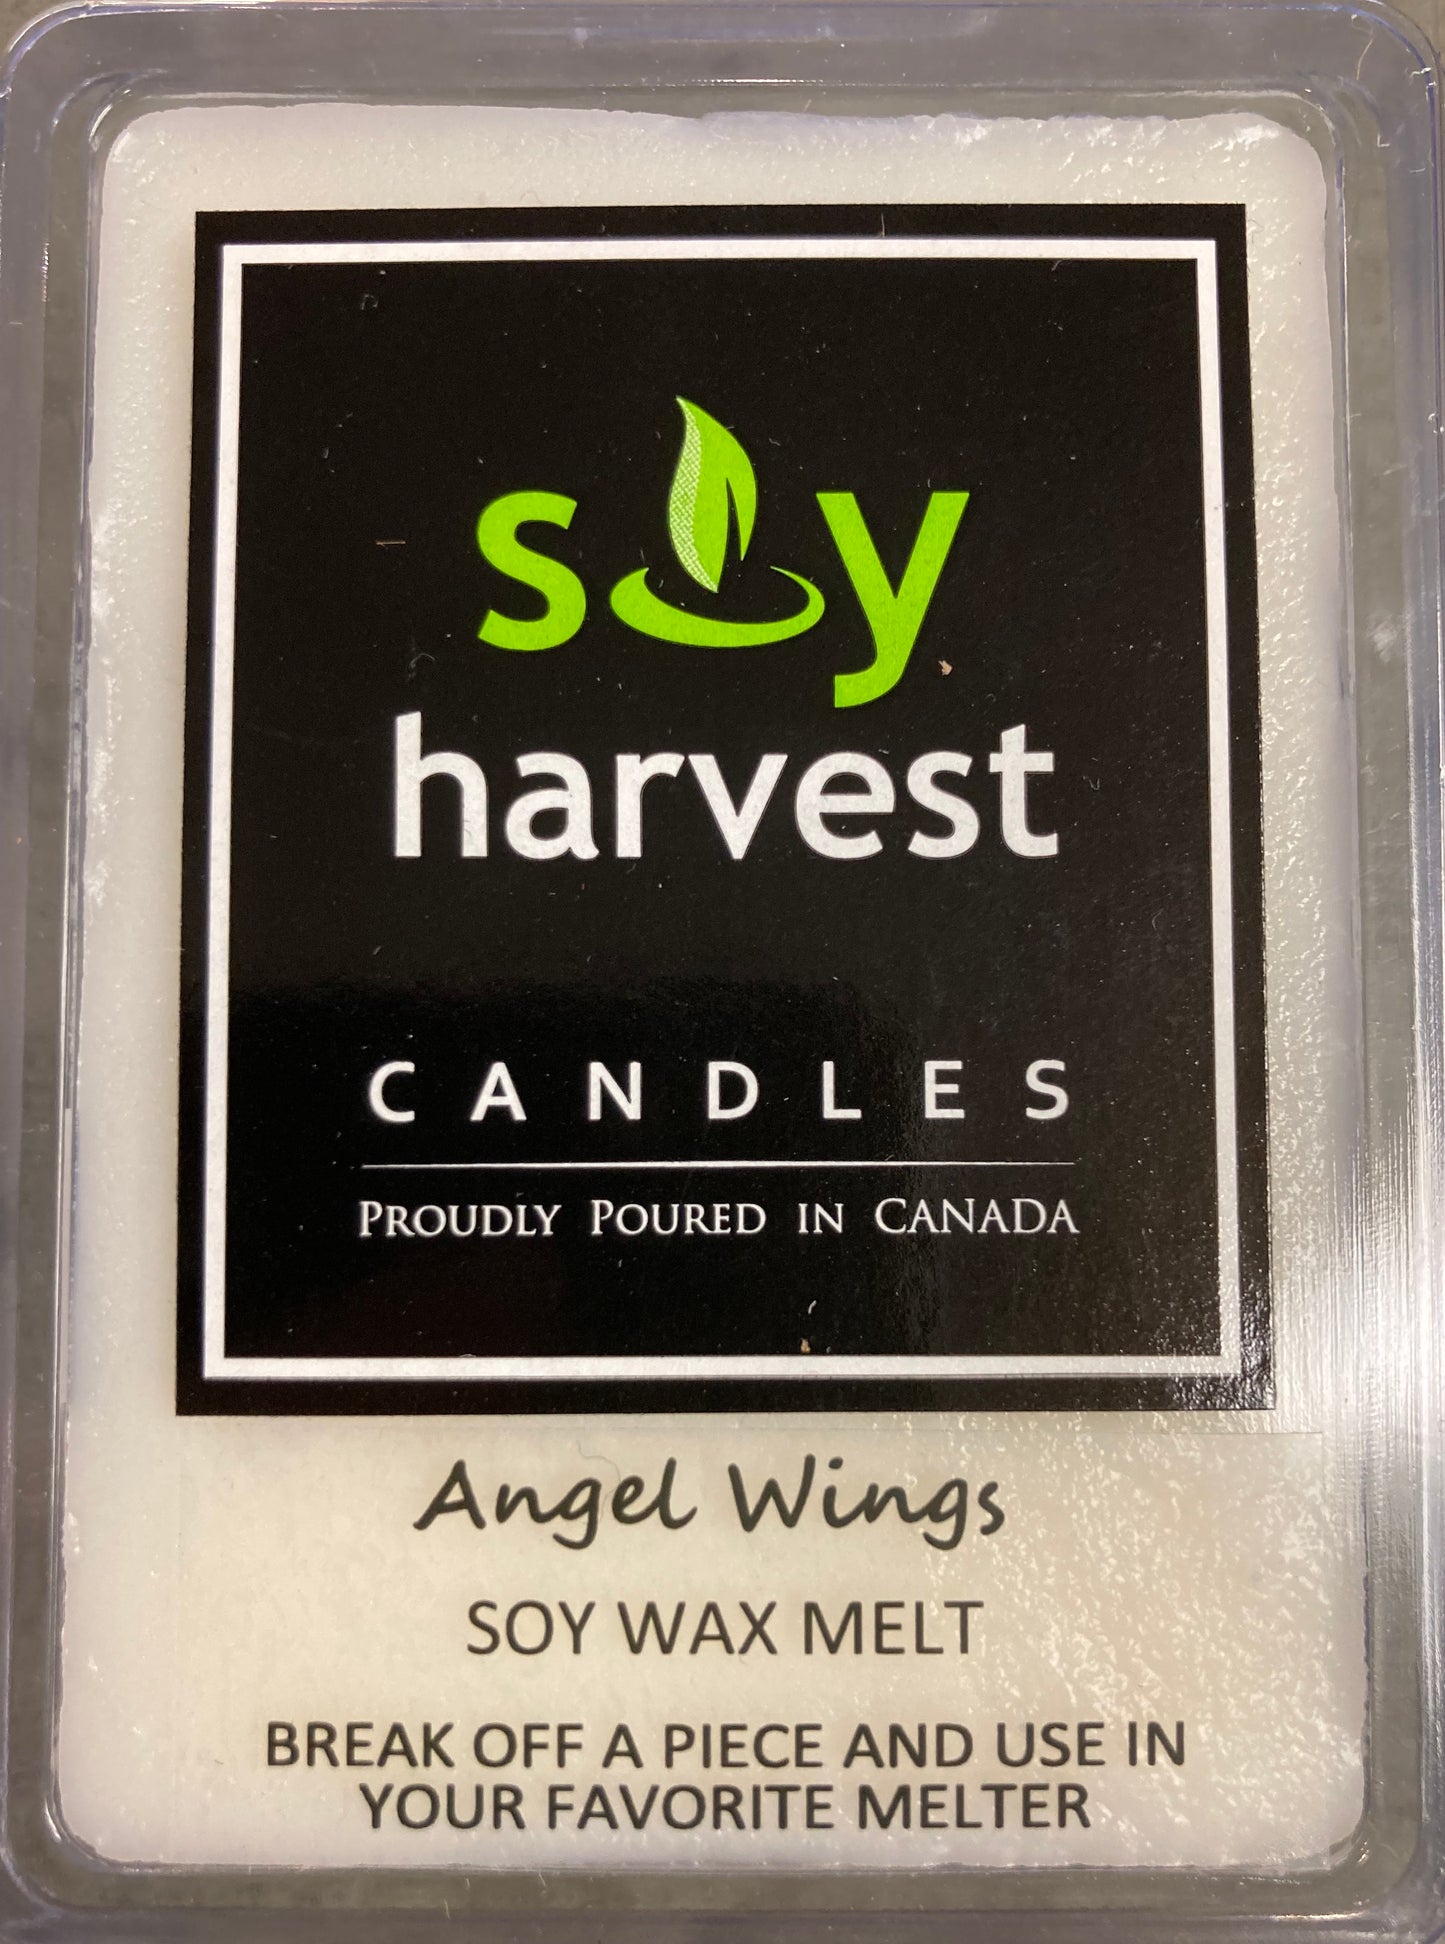 soy
harvest
CANDLES
PROUDLY POURED IN CANADA
Angel Wings
SOY WAX MELT
BREAK OFF A PIECE AND USE IN
YOUR FAVORITE MELTER